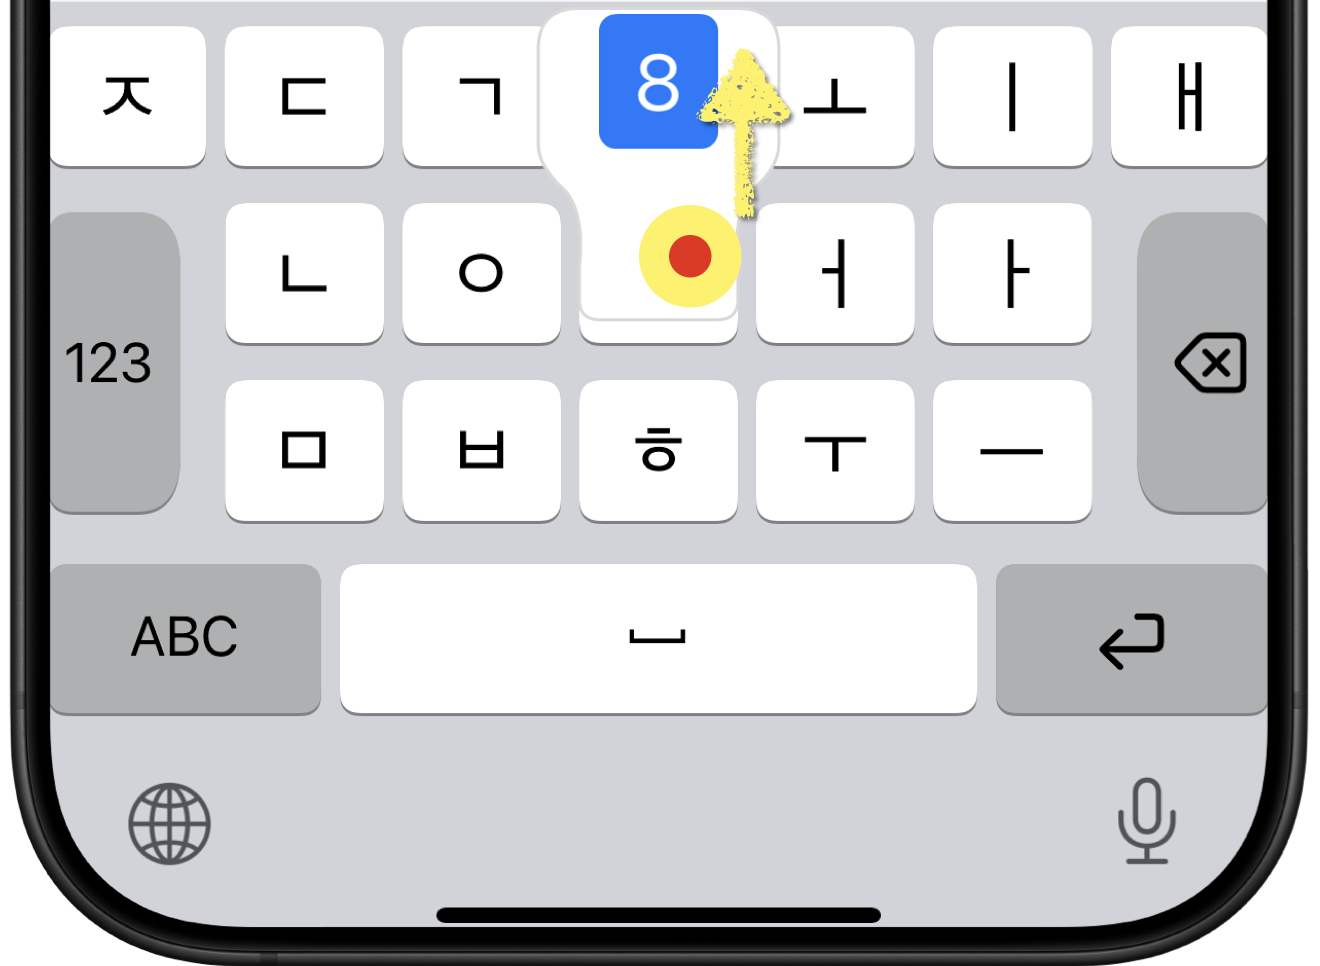 ㅈ ㄷ ㄱ 8 ㅗ ㅣ ㅐ
ㄴ ㅇ ㅓ ㅏ
123
ㅁ ㅂ ㅎ ㅜ ㅡ
ABC